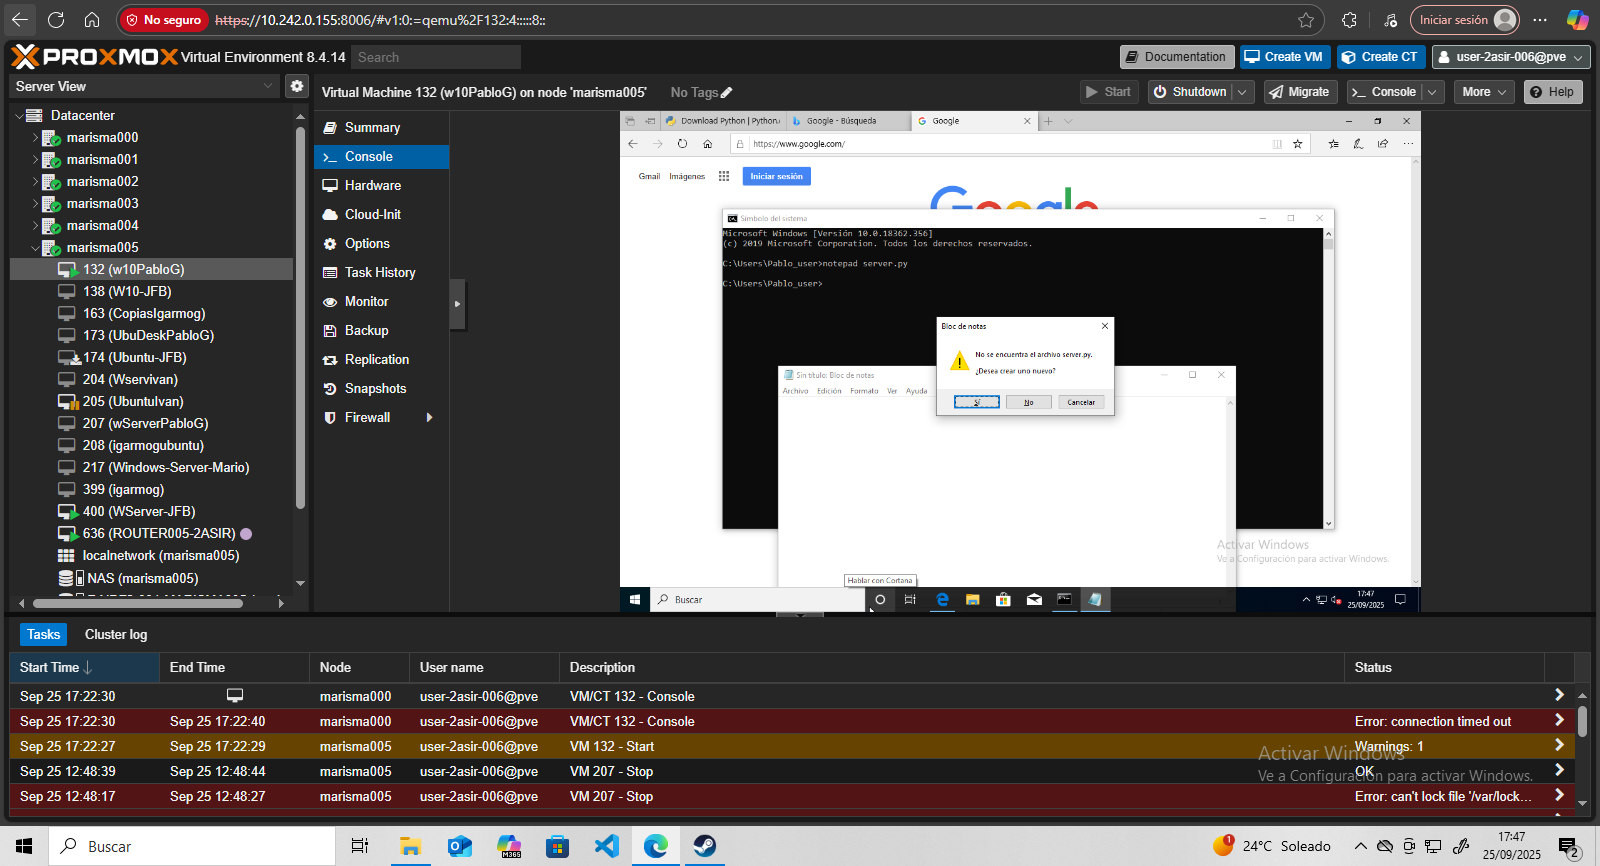 No seguro
https://10.242.0.155:8006/#v1:0:=qemu%2F132:4:::::8::
Iniciar sesión
PROXMOX Virtual Environment 8.4.14
Search
Documentation
Create VM
Create CT
user-2asir-006@pve
Server View
Virtual Machine 132 (w10PabloG) on node 'marisma005'
No Tags
Start
Shutdown
Migrate
Console
More
Help
Datacenter
marisma000
marisma001
marisma002
marisma003
marisma004
marisma005
132 (w10PabloG)
138 (W10-JFB)
163 (CopiasIgarmog)
173 (UbuDeskPabloG)
174 (Ubuntu-JFB)
204 (Wservivan)
205 (UbuntuIvan)
207 (wServerPabloG)
208 (igarmogubuntu)
217 (Windows-Server-Mario)
399 (igarmog)
400 (WServer-JFB)
636 (ROUTER005-2ASIR)
localnetwork (marisma005)
NAS (marisma005)
Summary
Console
Hardware
Cloud-Init
Options
Task History
Monitor
Backup
Replication
Snapshots
Firewall
Download Python | Python.
Google - Búsqueda
Google
https://www.google.com/
Gmail
Imágenes
Iniciar sesión
Google
Símbolo del sistema
Microsoft Windows [Versión 10.0.18362.356]
(c) 2019 Microsoft Corporation. Todos los derechos reservados.
C:\Users\Pablo_user>notepad server.py
C:\Users\Pablo_user>
Bloc de notas
No se encuentra el archivo server.py.
¿Desea crear uno nuevo?
Sí
No
Cancelar
Sin título: Bloc de notas
Archivo
Edición
Formato
Ver
Ayuda
Activar Windows
Ve a Configuración para activar Windows.
Hablar con Cortana
Buscar
17:47
25/09/2025
Tasks
Cluster log
Start Time
End Time
Node
User name
Description
Status
Sep 25 17:22:30
marisma000
user-2asir-006@pve
VM/CT 132 - Console
Sep 25 17:22:30
Sep 25 17:22:40
marisma000
user-2asir-006@pve
VM/CT 132 - Console
Error: connection timed out
Sep 25 17:22:27
Sep 25 17:22:29
marisma005
user-2asir-006@pve
VM 132 - Start
Warnings: 1
Sep 25 12:48:39
Sep 25 12:48:44
marisma005
user-2asir-006@pve
VM 207 - Stop
OK
Sep 25 12:48:17
Sep 25 12:48:27
marisma005
user-2asir-006@pve
VM 207 - Stop
Error: can't lock file '/var/lock...
Activar Windows
Ve a Configuración para activar Windows.
Buscar
M365
1
24°C Soleado
17:47
25/09/2025
2